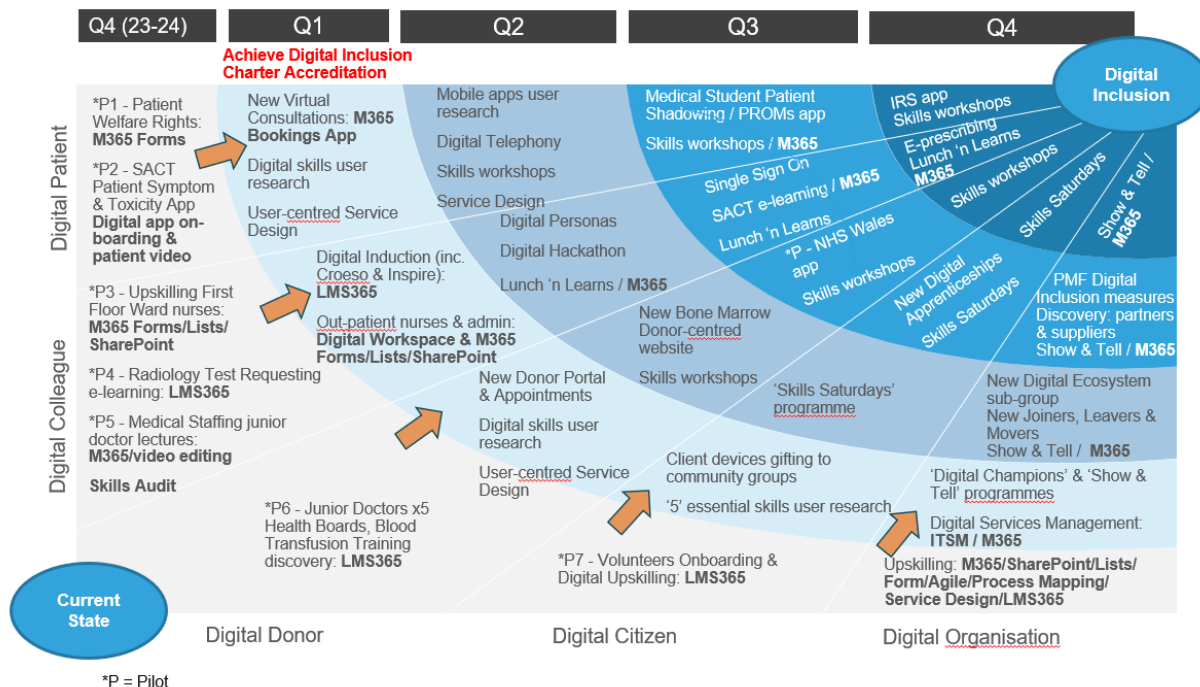 Q4 (23-24)
Q1
Q2
Q3
Q4
Achieve Digital Inclusion
Charter Accreditation
Digital
Inclusion
Digital Patient
*P1 - Patient
Welfare Rights:
M365 Forms
*P2 – SACT
Patient Symptom
& Toxicity App
Digital app on-
boarding &
patient video
New Virtual
Consultations: M365
Bookings App
Digital skills user
research
User-centred Service
Design
Mobile apps user
research
Digital Telephony
Skills workshops
Service Design
Medical Student Patient
Shadowing / PROMs app
Skills workshops / M365
IRS app
Skills workshops
Digital Colleague
*P3 - Upskilling First
Floor Ward nurses:
M365 Forms/Lists/
SharePoint
*P4 - Radiology Test Requesting
e-learning: LMS365
*P5 - Medical Staffing junior
doctor lectures:
M365/video editing
Skills Audit
Digital Induction (inc.
Croeso & Inspire):
LMS365
Out-patient nurses & admin:
Digital Workspace & M365
Forms/Lists/SharePoint
Digital Personas
Digital Hackathon
Lunch ‘n Learns / M365
Single Sign On
SACT e-learning / M365
Lunch ‘n Learns
E-prescribing
Lunch ‘n Learns
M365
*P6 - Junior Doctors x5
Health Boards, Blood
Transfusion Training
discovery: LMS365
New Donor Portal
& Appointments
Digital skills user
research
User-centred Service
Design
New Bone Marrow
Donor-centred
website
Skills workshops
*P - NHS Wales
app
Skills workshops
Skills workshops
*P7 - Volunteers Onboarding &
Digital Upskilling: LMS365
Client devices gifting to
community groups
‘5’ essential skills user research
‘Skills Saturdays’
programme
New Digital
Apprenticeships
Skills Saturdays
Skills Saturdays
Upskilling: M365/SharePoint/Lists/
Form/Agile/Process Mapping/
Service Design/LMS365
‘Digital Champions’ & ‘Show &
Tell’ programmes
Digital Services Management:
ITSM / M365
New Digital Ecosystem
sub-group
New Joiners, Leavers &
Movers
Show & Tell / M365
PMF Digital
Inclusion measures
Discovery: partners
& suppliers
Show & Tell / M365
Show & Tell /
M365
Current
State
Digital Donor
Digital Citizen
Digital Organisation
*P = Pilot